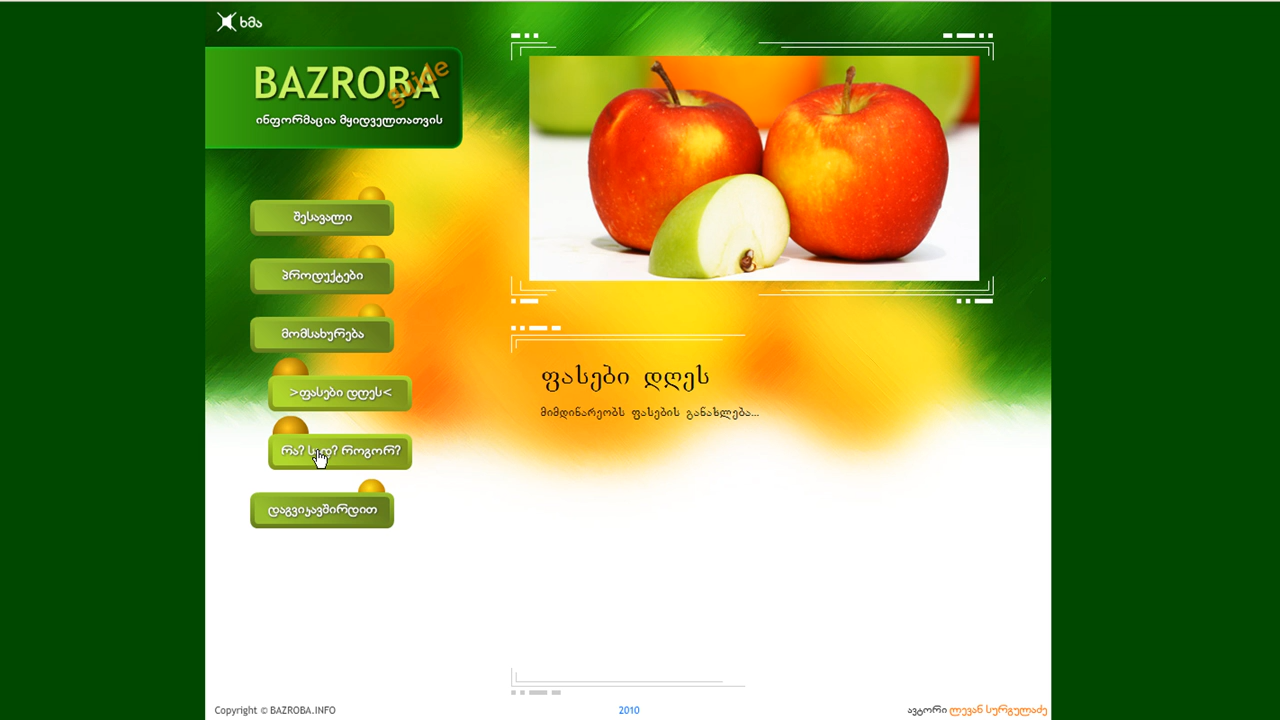 ხმა
BAZROBA
guide
ინფორმაცია მყიდველთათვის
შესავალი
პროდუქტები
მომსახურება
>ფასები დღეს<
რა? სად? როგორ?
დაგვიკავშირდით
ფასები დღეს
მიმდინარეობს ფასების განახლება...
Copyright © BAZROBA.INFO
2010
ავტორი ლევან სურგულაძე